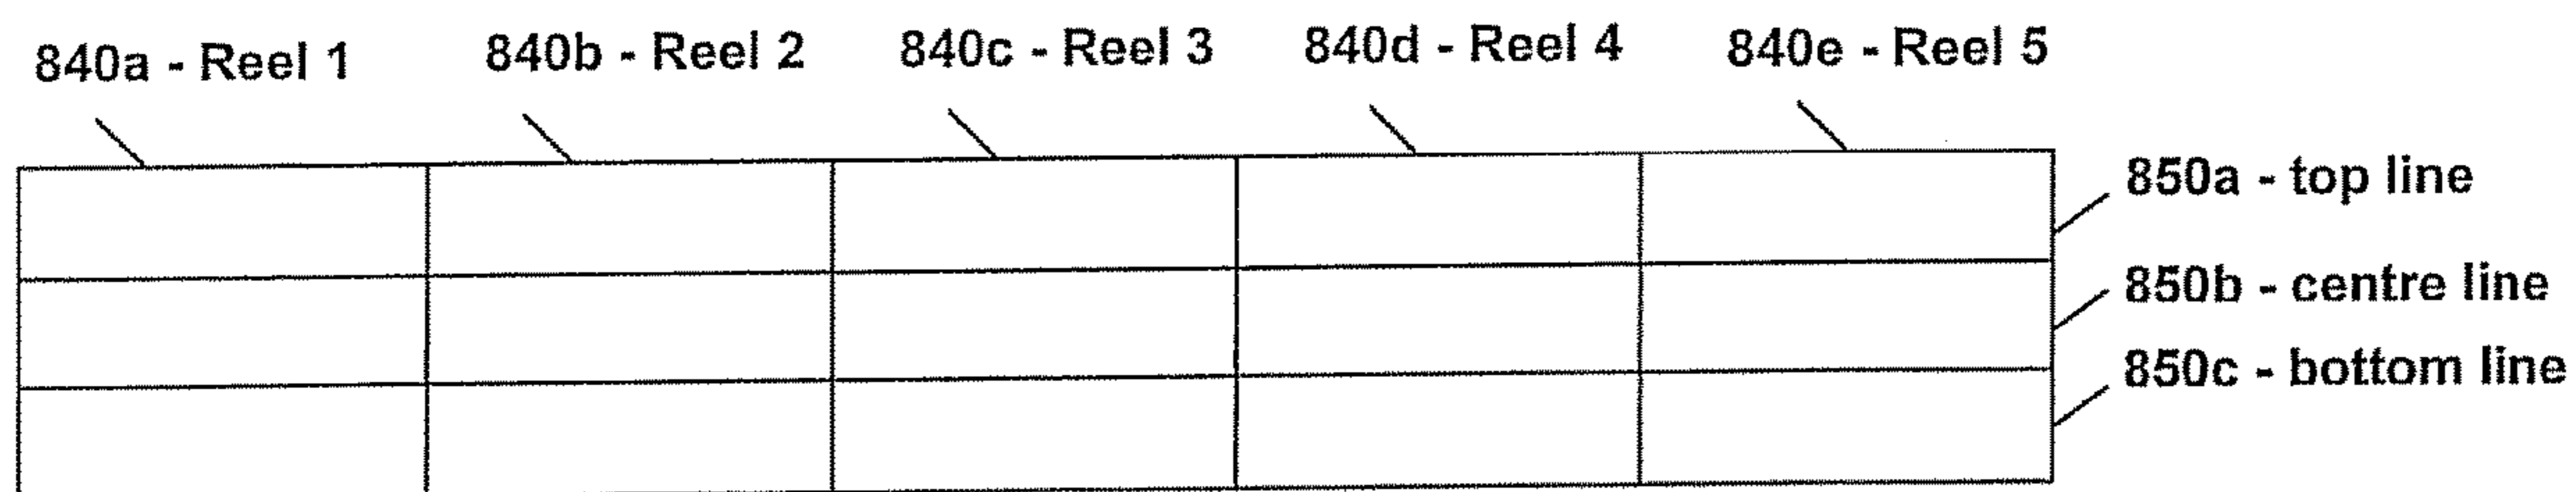 840a - Reel 1 840b - Reel 2 840c - Reel 3 840d - Reel 4 840e - Reel 5
850a - top line
850b - centre line
850c - bottom line